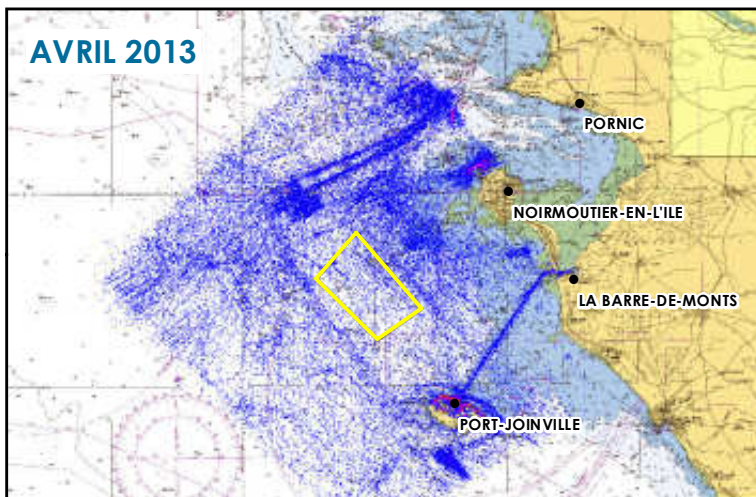 AVRIL 2013
PORNIC
NOIRMOUTIER-EN-L'ILE
LA BARRE-DE-MONTS
PORT-JOINVILLE